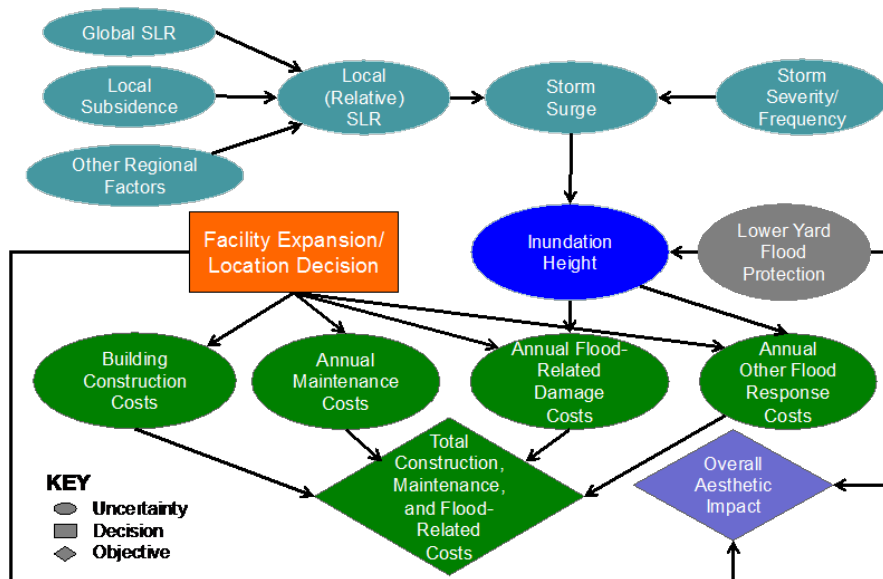 Global SLR
Local
Subsidence
Other Regional
Factors
Local
(Relative)
SLR
Storm
Surge
Storm
Severity/
Frequency
Facility Expansion/
Location Decision
Inundation
Height
Lower Yard
Flood
Protection
Building
Construction
Costs
Annual
Maintenance
Costs
Annual Flood-
Related
Damage
Costs
Annual
Other Flood
Response
Costs
Total
Construction,
Maintenance,
and Flood-
Related
Costs
Overall
Aesthetic
Impact
KEY
Uncertainty
Decision
Objective